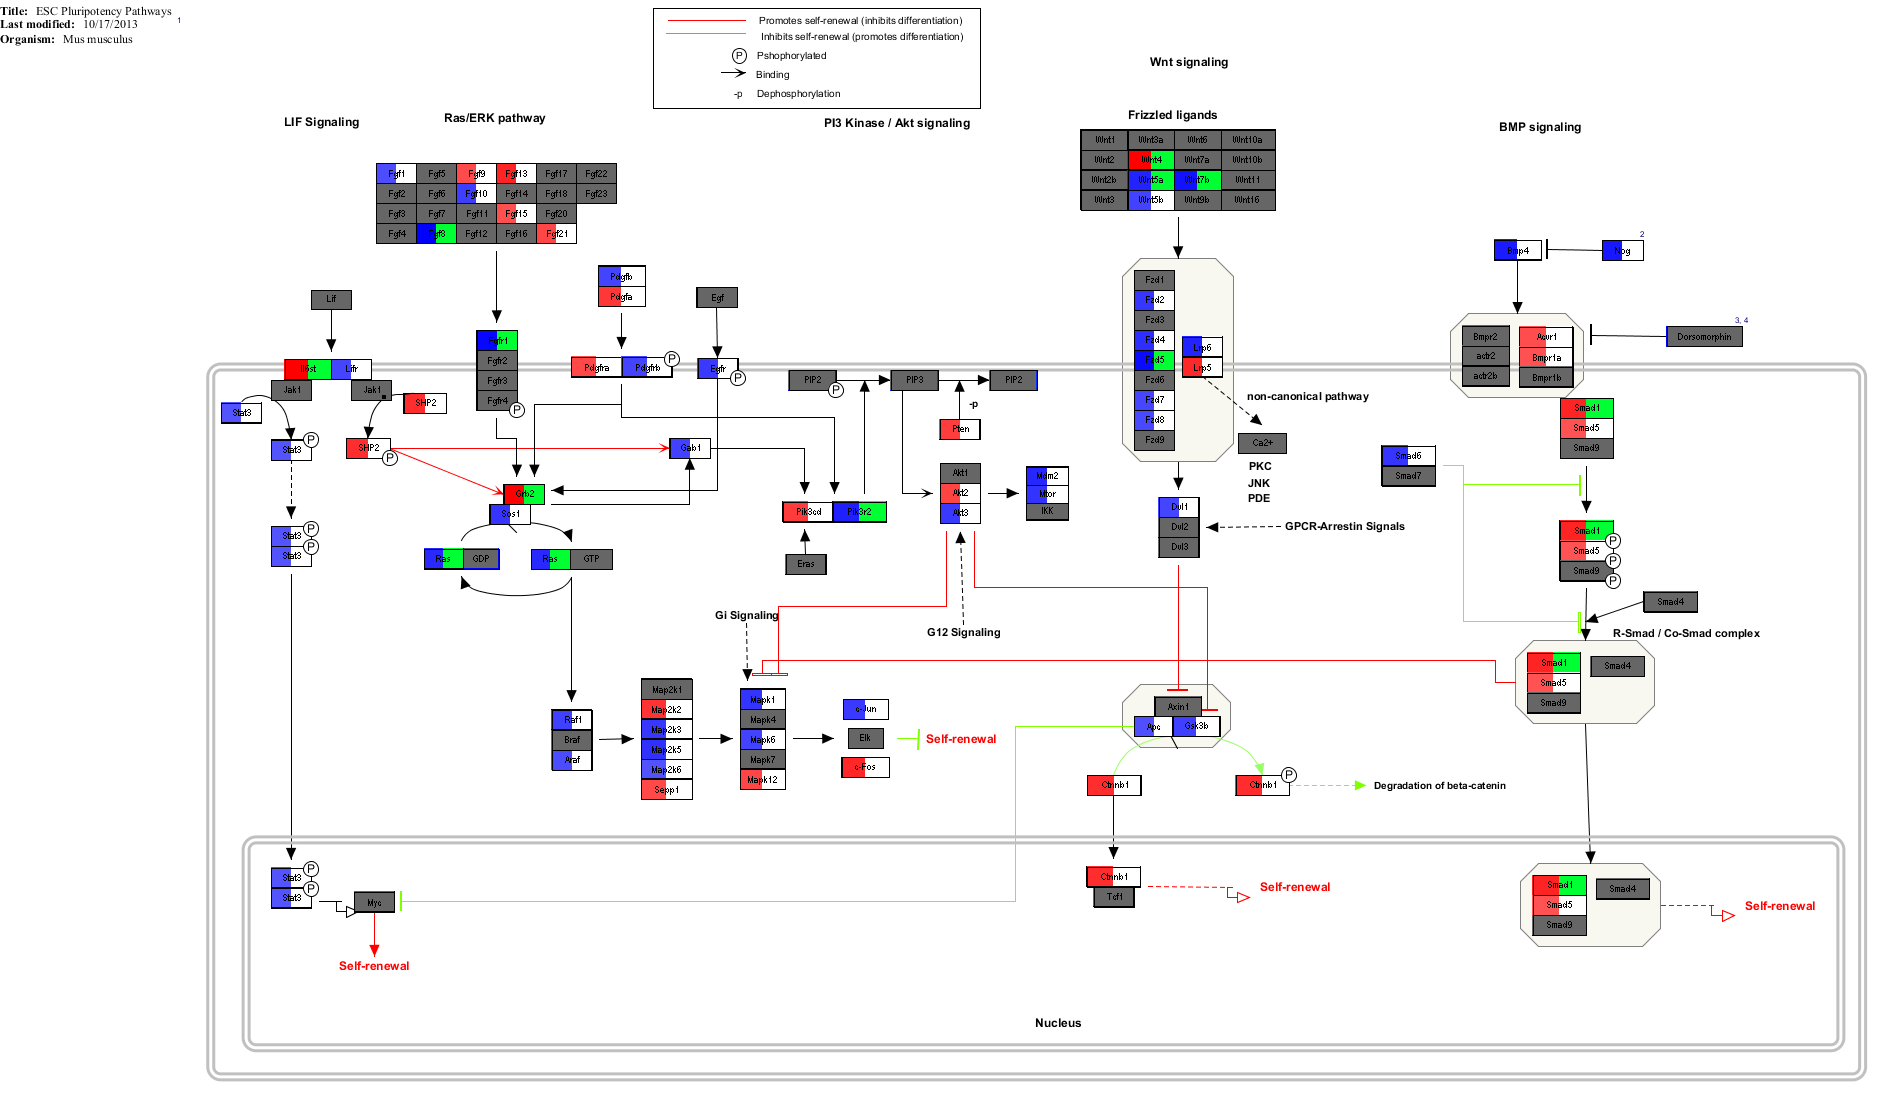 Title: ESC Pluripotency Pathways
Last modified: 10/17/2013
1
Organism: Mus musculus
Promotes self-renewal (inhibits differentiation)
Inhibits self-renewal (promotes differentiation)
P Pshophorylated
Binding
-p Dephosphorylation
Wnt signaling
LIF Signaling
Ras/ERK pathway
PI3 Kinase / Akt signaling
Frizzled ligands
BMP signaling
Wnt1 Wnt3a Wnt6 Wnt10a
Wnt2 Wnt4 Wnt7a Wnt10b
Wnt2b Wnt5a Wnt7b Wnt11
Wnt3 Wnt5b Wnt9b Wnt16
Fgf1 Fgf5 Fgf9 Fgf13 Fgf17 Fgf22
Fgf2 Fgf6 Fgf10 Fgf14 Fgf18 Fgf23
Fgf3 Fgf7 Fgf11 Fgf15 Fgf20
Fgf4 Fgf8 Fgf12 Fgf16 Fgf21
2
Bmp4 Nog
Pdgfb
Pdgfa
Lif
Egf
Fzd1
Fzd2
Fzd3
Fzd4
Fzd5
Fzd6
Fzd7
Fzd8
Fzd9
Lrp6
Lrp5
3, 4
Dorsomorphin
Bmpr2
actr2
actr2b
Acvr1
Bmpr1a
Bmpr1b
Fgfr1
Fgfr2
Fgfr3
Fgfr4
P
Il6st Lifr
Jak1 Jak1
Pdgfra Pdgfrb P
Egfr P
PIP2 P PIP3 PIP2
-p
Pten
non-canonical pathway
Ca2+
PKC
JNK
PDE
Stat3
SHP2
Stat3 P
SHP2 P
Gab1
Smad1
Smad5
Smad9
Smad6
Smad7
Grb2
Sos1
Pik3cd Pik3r2
Akt1
Akt2
Akt3
Mdm2
Mtor
IKK
Dvl1
Dvl2
Dvl3
GPCR-Arrestin Signals
Stat3 P
Stat3 P
Ras GDP
Ras GTP
Eras
Smad1
Smad5 P
Smad9 P
P
Smad4
Gi Signaling
G12 Signaling
R-Smad / Co-Smad complex
Smad1
Smad5
Smad9
Smad4
Raf1
Braf
Araf
Map2k1
Map2k2
Map2k3
Map2k5
Map2k6
Sepp1
Mapk1
Mapk4
Mapk6
Mapk7
Mapk12
c-Jun
Elk
c-Fos
Self-renewal
Axin1
Apc Gsk3b
Ctnnb1
Ctnnb1 P
Degradation of beta-catenin
Stat3 P
Stat3 P
Myc
Self-renewal
Ctnnb1
Tcf1
Self-renewal
Smad1
Smad5
Smad9
Smad4
Self-renewal
Nucleus